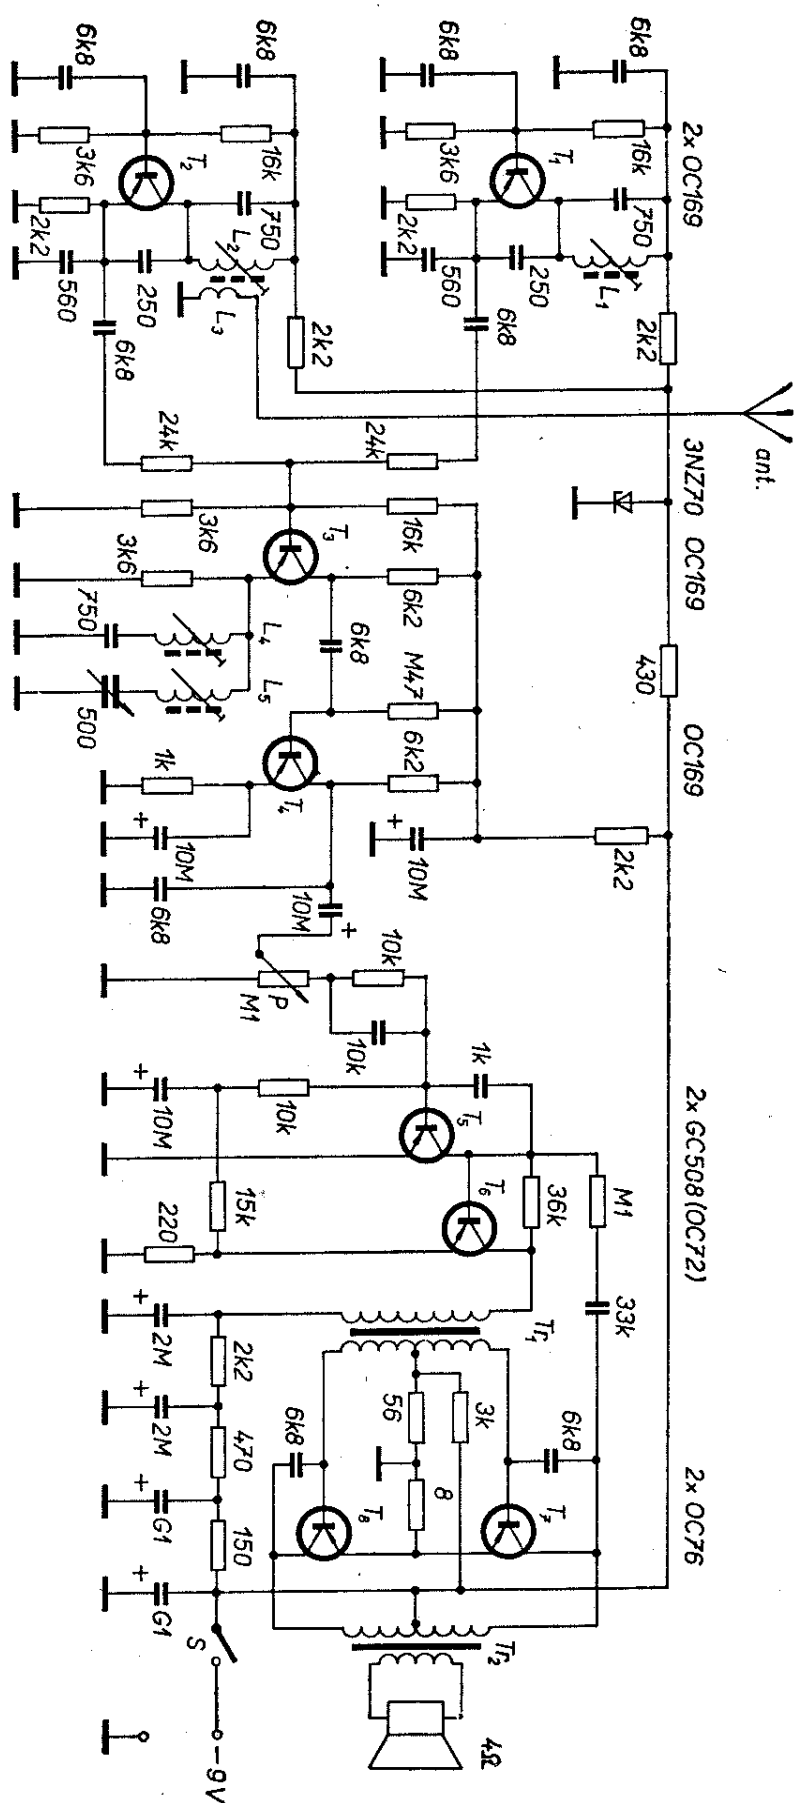 ant.
2x OC169
3NZ70
OC169
OC169
2x GC508 (OC72)
2x OC76
6k8
16k
750
L1
2k2
430
2k2
M1
33k
6k8
T1
3k6
2k2
250
560
6k8
24k
16k
6k2
M47
6k2
10M
+
10k
10k
1k
T5
T6
36k
Tr1
3k
56
8
6k8
T7
Tr2
4Ω
6k8
16k
750
L2
L3
2k2
T3
6k8
T4
10M
+
P
M1
10k
6k8
T8
6k8
T2
3k6
2k2
250
560
6k8
24k
3k6
3k6
L4
L5
750
500
1k
10M
+
6k8
10M
+
15k
220
2M
+
2k2
2M
+
470
G1
+
150
G1
+
S
−9V